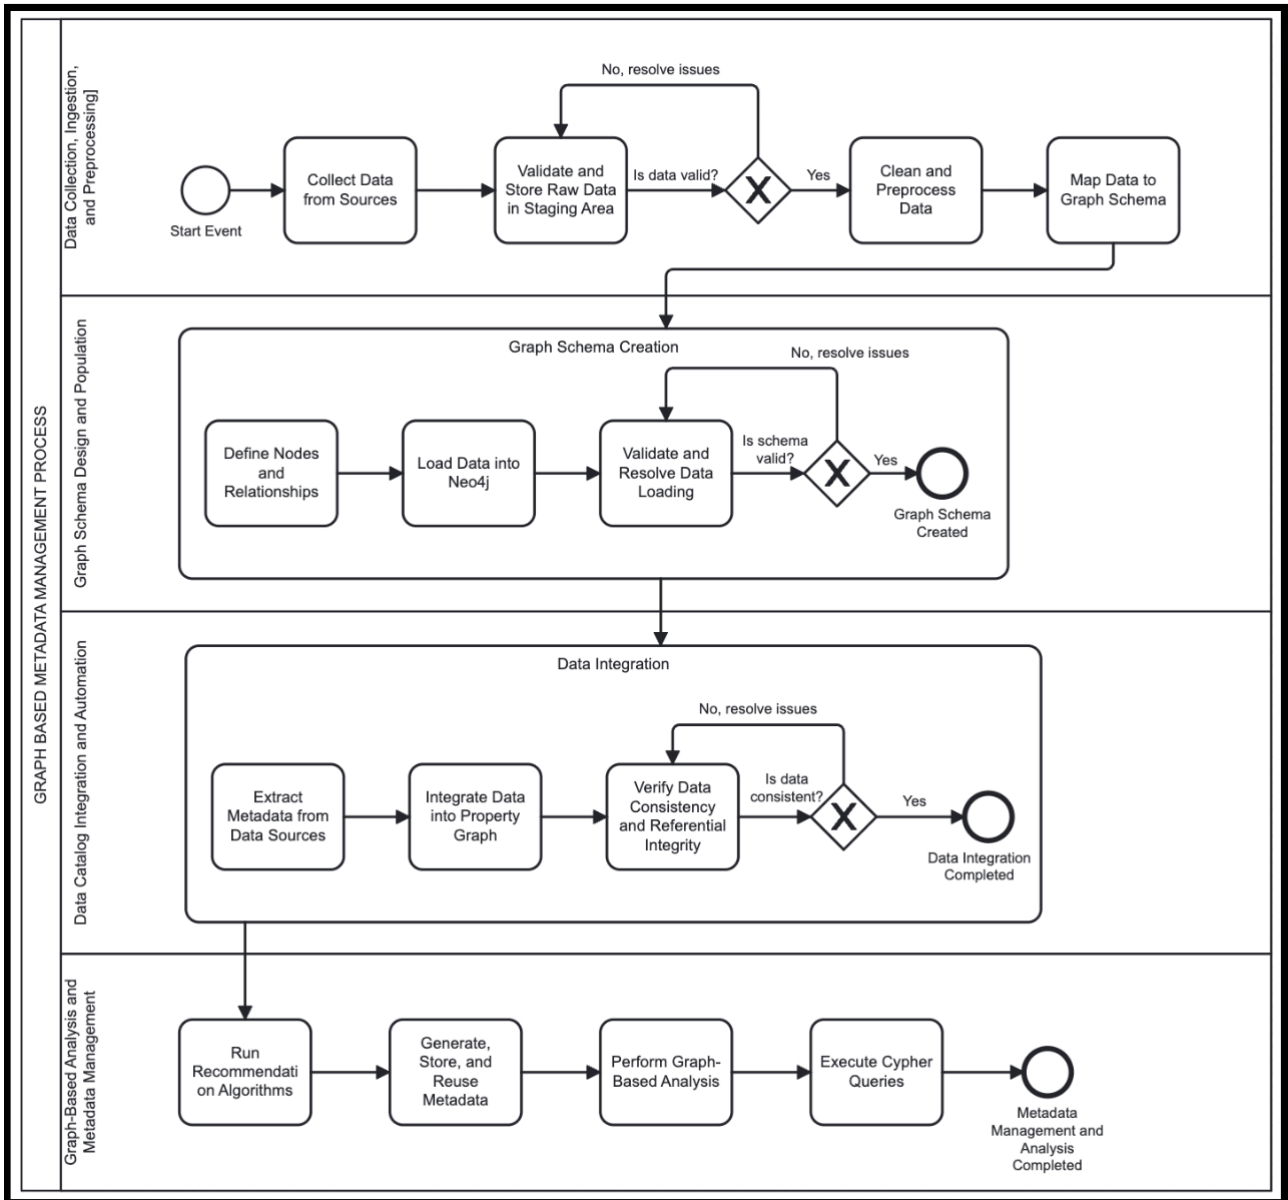 GRAPH BASED METADATA MANAGEMENT PROCESS
Data Collection, Ingestion,
and Preprocessing]
No, resolve issues
Start Event
Collect Data
from Sources
Validate and
Store Raw Data
in Staging Area
Is data valid?
X
Yes
Clean and
Preprocess
Data
Map Data to
Graph Schema
Graph Schema Design and Population
Graph Schema Creation
No, resolve issues
Define Nodes
and
Relationships
Load Data into
Neo4j
Validate and
Resolve Data
Loading
Is schema
valid?
X
Yes
Graph Schema
Created
Data Catalog Integration and Automation
Data Integration
No, resolve issues
Extract
Metadata from
Data Sources
Integrate Data
into Property
Graph
Verify Data
Consistency
and Referential
Integrity
Is data
consistent?
X
Yes
Data Integration
Completed
Graph-Based Analysis and
Metadata Management
Run
Recommendati
on Algorithms
Generate,
Store, and
Reuse
Metadata
Perform Graph-
Based Analysis
Execute Cypher
Queries
Metadata
Management and
Analysis
Completed